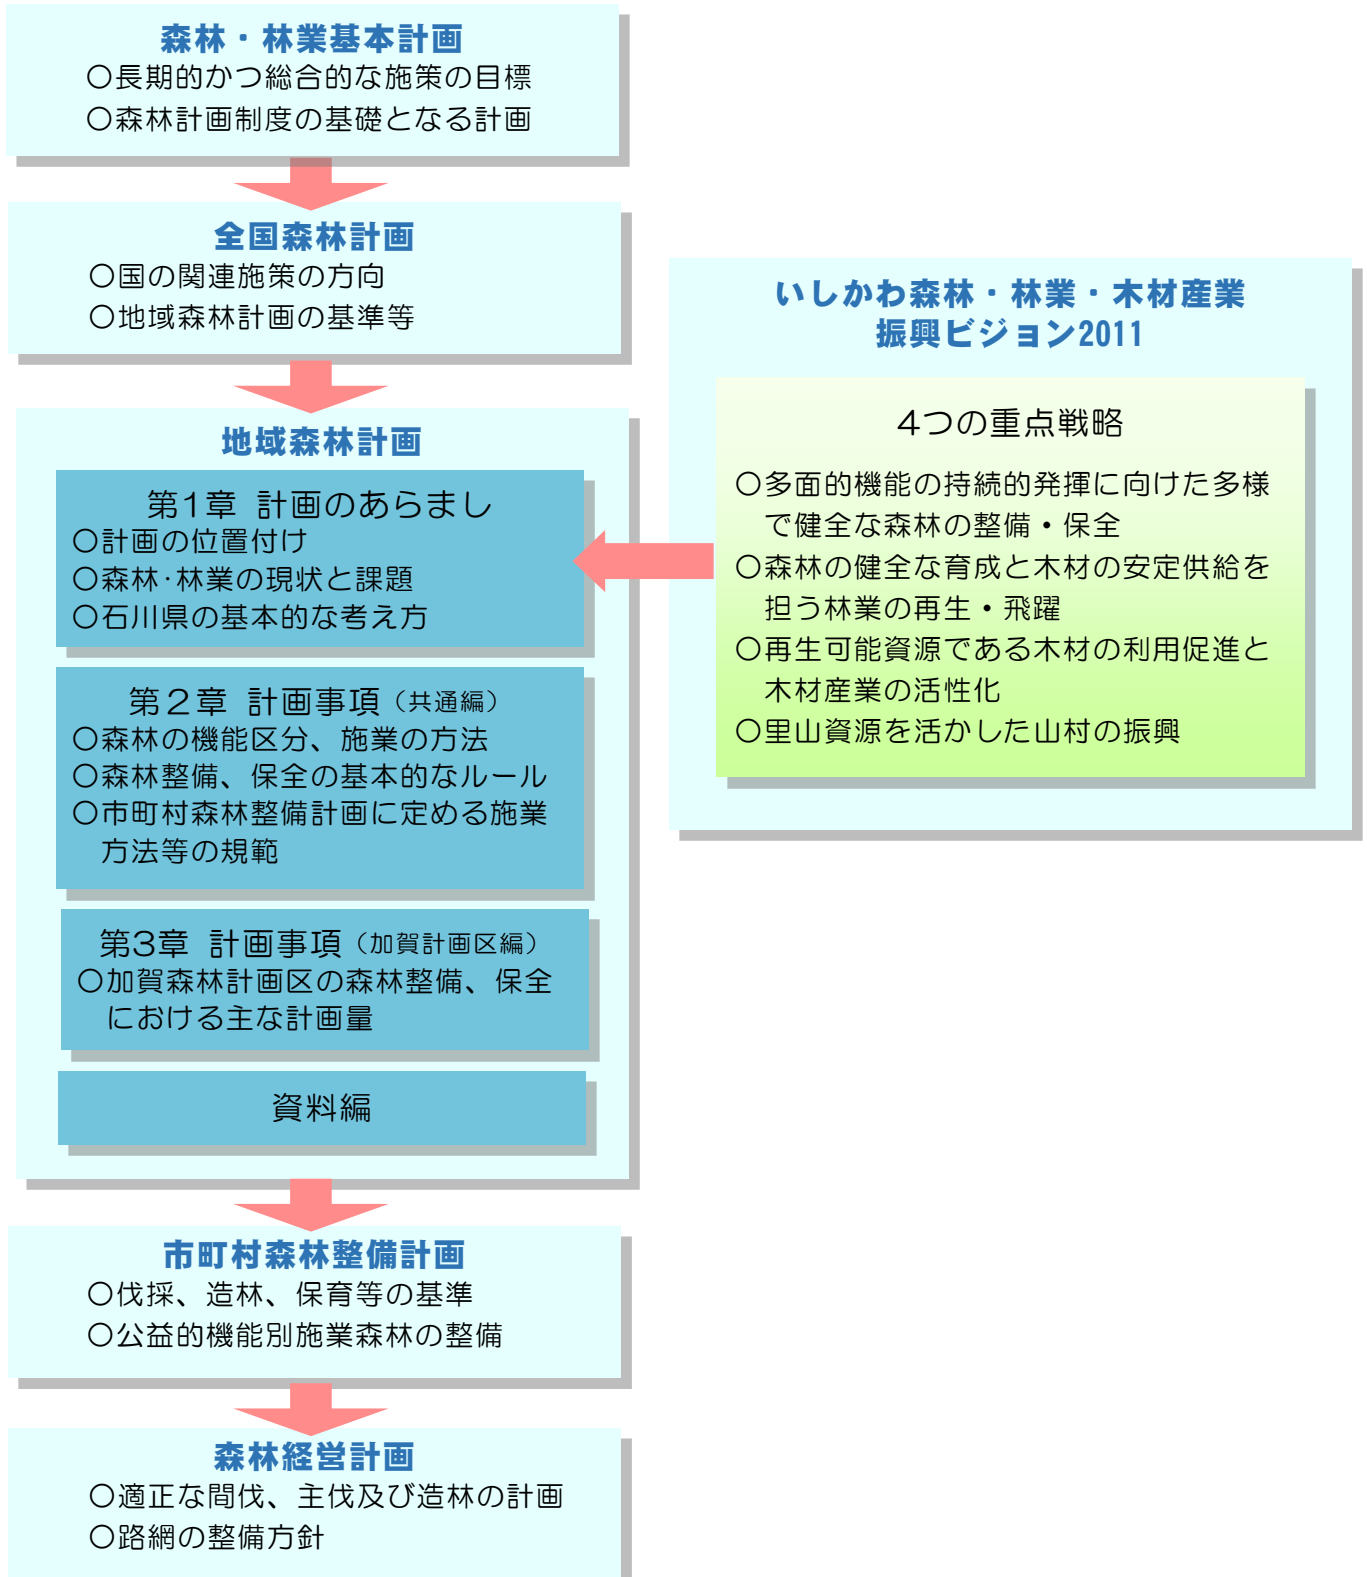 森林・林業基本計画
○長期的かつ総合的な施策の目標
○森林計画制度の基礎となる計画
全国森林計画
○国の関連施策の方向
○地域森林計画の基準等
地域森林計画
第1章 計画のあらまし
○計画の位置付け
○森林・林業の現状と課題
○石川県の基本的な考え方
第２章 計画事項（共通編）
○森林の機能区分、施業の方法
○森林整備、保全の基本的なルール
○市町村森林整備計画に定める施業
方法等の規範
第3章 計画事項（加賀計画区編）
○加賀森林計画区の森林整備、保全
における主な計画量
資料編
市町村森林整備計画
○伐採、造林、保育等の基準
○公益的機能別施業森林の整備
森林経営計画
○適正な間伐、主伐及び造林の計画
○路網の整備方針
いしかわ森林・林業・木材産業
振興ビジョン2011
4つの重点戦略
○多面的機能の持続的発揮に向けた多様
で健全な森林の整備・保全
○森林の健全な育成と木材の安定供給を
担う林業の再生・飛躍
○再生可能資源である木材の利用促進と
木材産業の活性化
○里山資源を活かした山村の振興